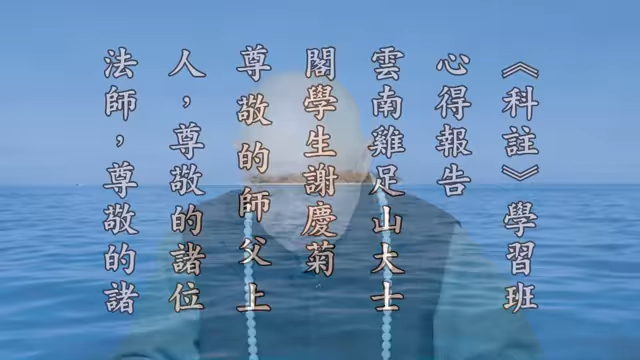 《科註》學習班
心得報告
雲南雞足山大士
閣學生謝慶菊
尊敬的師父上
人，尊敬的諸位
法師，尊敬的諸